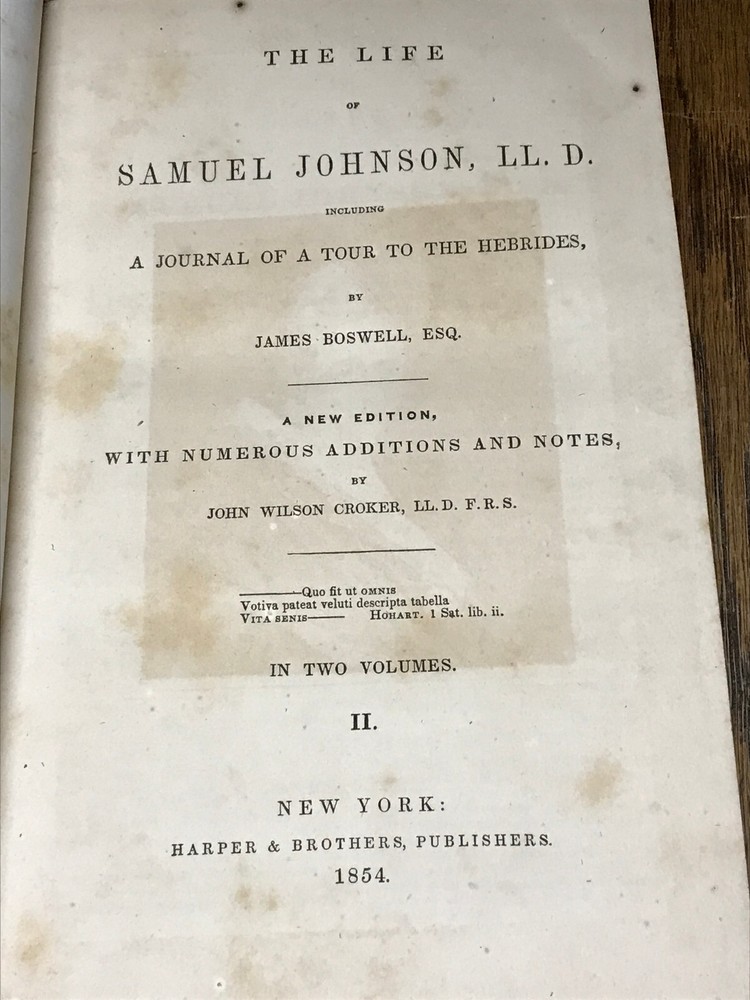 THE LIFE
OF
SAMUEL JOHNSON, LL. D.
INCLUDING
A JOURNAL OF A TOUR TO THE HEBRIDES,
BY
JAMES BOSWELL, ESQ.
A NEW EDITION,
WITH NUMEROUS ADDITIONS AND NOTES,
BY
JOHN WILSON CROKER, LL. D. F. R. S.
———Quo fit ut OMNIS
Votiva pateat veluti descripta tabella
VITA SENIS—— HOHART. 1 Sat. lib. ii.
IN TWO VOLUMES.
II.
NEW YORK:
HARPER & BROTHERS, PUBLISHERS.
1854.